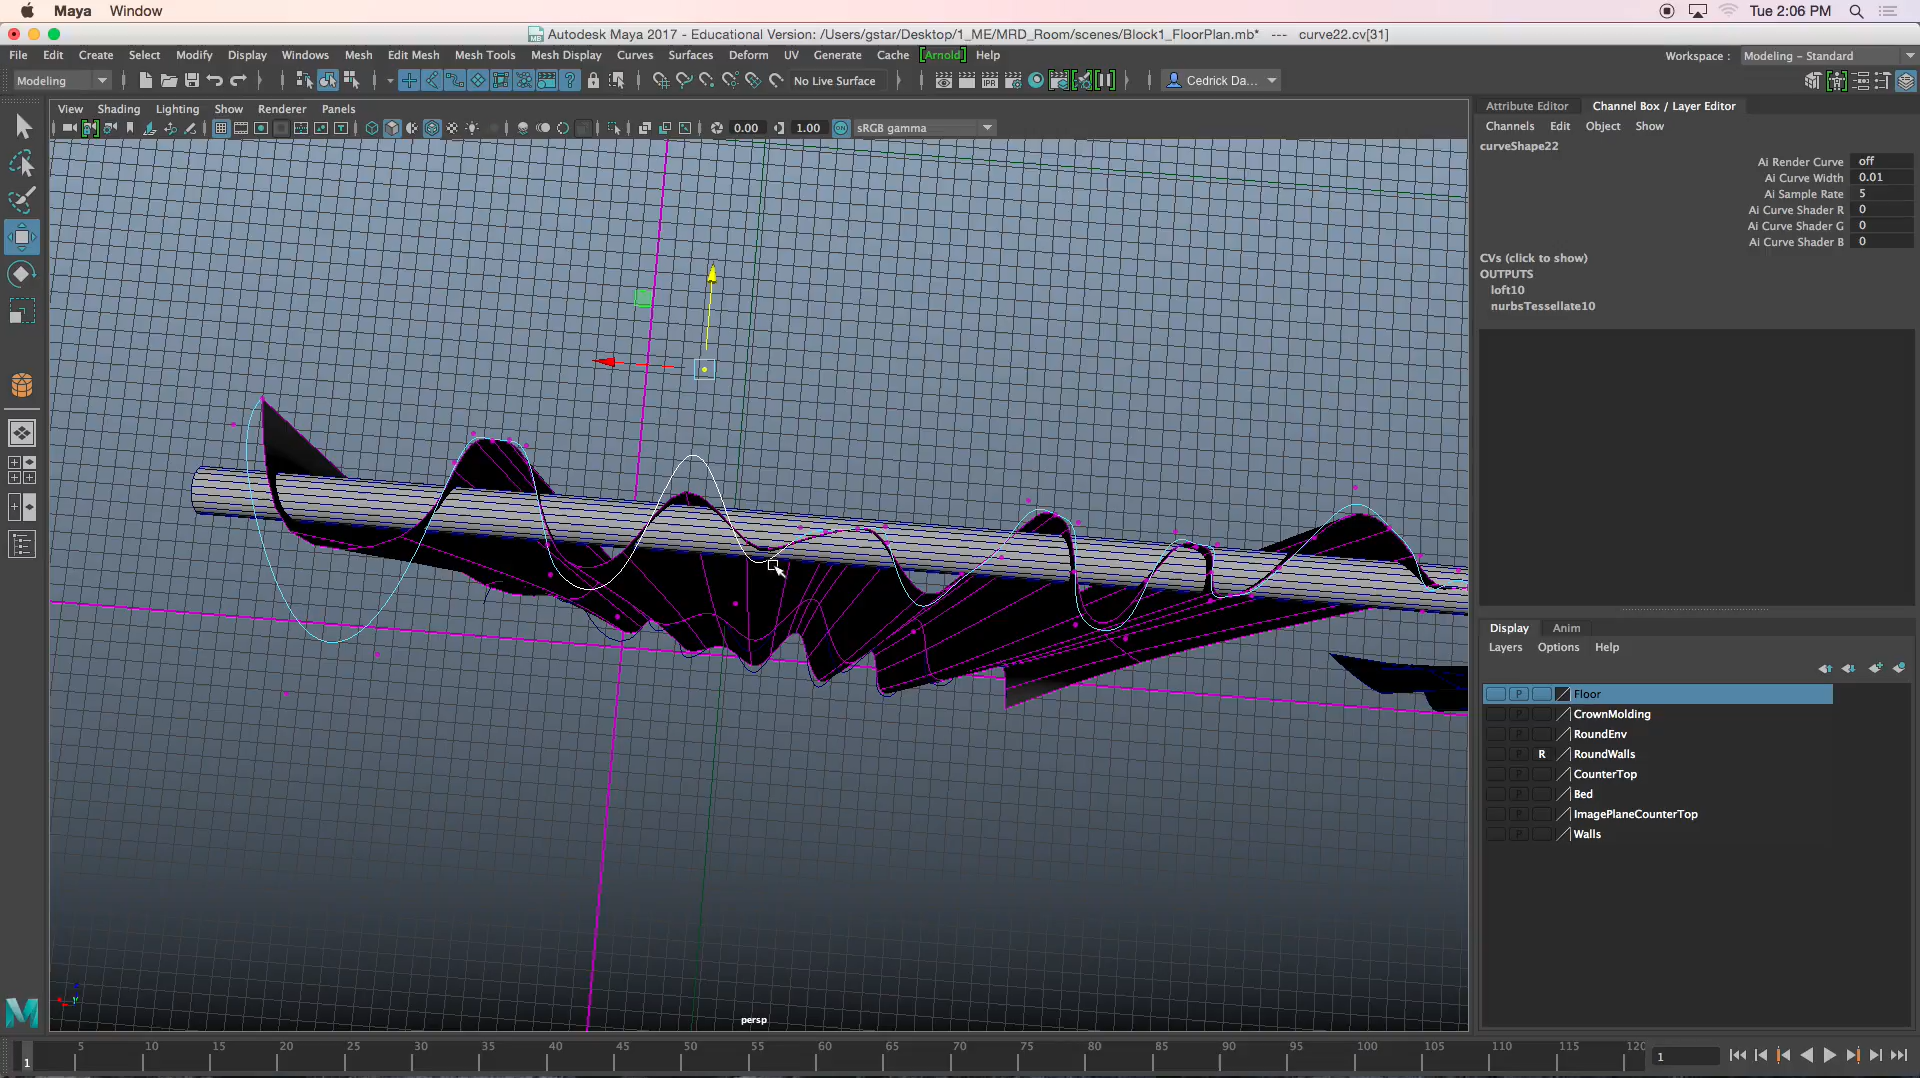 Maya Window Tue 2:06 PM
Autodesk Maya 2017 - Educational Version: /Users/gstar/Desktop/1_ME/MRD_Room/scenes/Block1_FloorPlan.mb* --- curve22.cv[31]
File Edit Create Select Modify Display Windows Mesh Edit Mesh Mesh Tools Mesh Display Curves Surfaces Deform UV Generate Cache [Arnold] Help Workspace : Modeling - Standard
Modeling No Live Surface Cedrick Da...
View Shading Lighting Show Renderer Panels
0.00 1.00 ON sRGB gamma
Attribute Editor Channel Box / Layer Editor
Channels Edit Object Show
curveShape22
Ai Render Curve off
Ai Curve Width 0.01
Ai Sample Rate 5
Ai Curve Shader R 0
Ai Curve Shader G 0
Ai Curve Shader B 0
CVs (click to show)
OUTPUTS
loft10
nurbsTessellate10
Display Anim
Layers Options Help
P Floor
P CrownMolding
P RoundEnv
P R RoundWalls
P CounterTop
P Bed
P ImagePlaneCounterTop
P Walls
persp
5 10 15 20 25 30 35 40 45 50 55 60 65 70 75 80 85 90 95 100 105 110 115 120
1 1